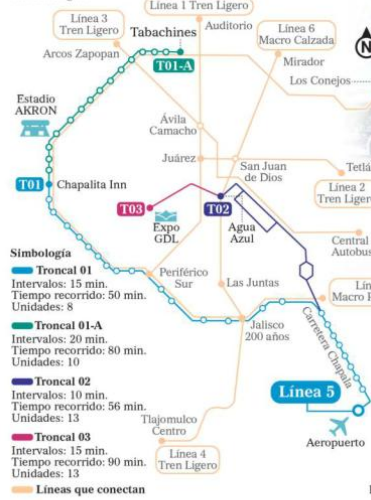 Línea 1 Tren Ligero
Línea 3
Tren Ligero
Auditorio
Línea 6
Macro Calzada
Tabachines
Arcos Zapopan
T01-A
Mirador
N
Los Conejos
Estadio
AKRON
Ávila
Camacho
Juárez
San Juan
de Dios
Tetlá
T01
Chapalita Inn
Línea 2
Tren Ligero
T03
T02
Expo
GDL
Agua
Azul
Central
Autobus
Simbología
Troncal 01
Intervalos: 15 min.
Tiempo recorrido: 50 min.
Unidades: 8
Periférico
Sur
Las Juntas
Lín
Macro P
Troncal 01-A
Intervalos: 20 min.
Tiempo recorrido: 80 min.
Unidades: 10
Jalisco
200 años
Carretera Chapala
Troncal 02
Intervalos: 10 min.
Tiempo recorrido: 56 min.
Unidades: 13
Línea 5
Tlajomulco
Centro
Aeropuerto
Troncal 03
Intervalos: 15 min.
Tiempo recorrido: 90 min.
Unidades: 13
Línea 4
Tren Ligero
Líneas que conectan